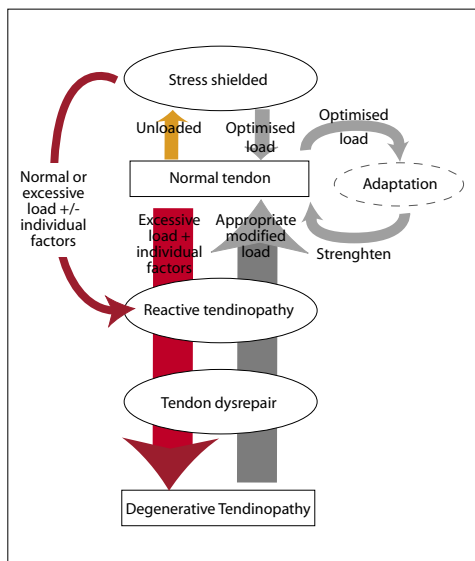 Stress shielded
Unloaded
Optimised
load
Optimised
load
Normal tendon
Adaptation
Normal or
excessive
load +/-
individual
factors
Excessive
load +
individual
factors
Appropriate
modified
load
Strenghten
Reactive tendinopathy
Tendon dysrepair
Degenerative Tendinopathy